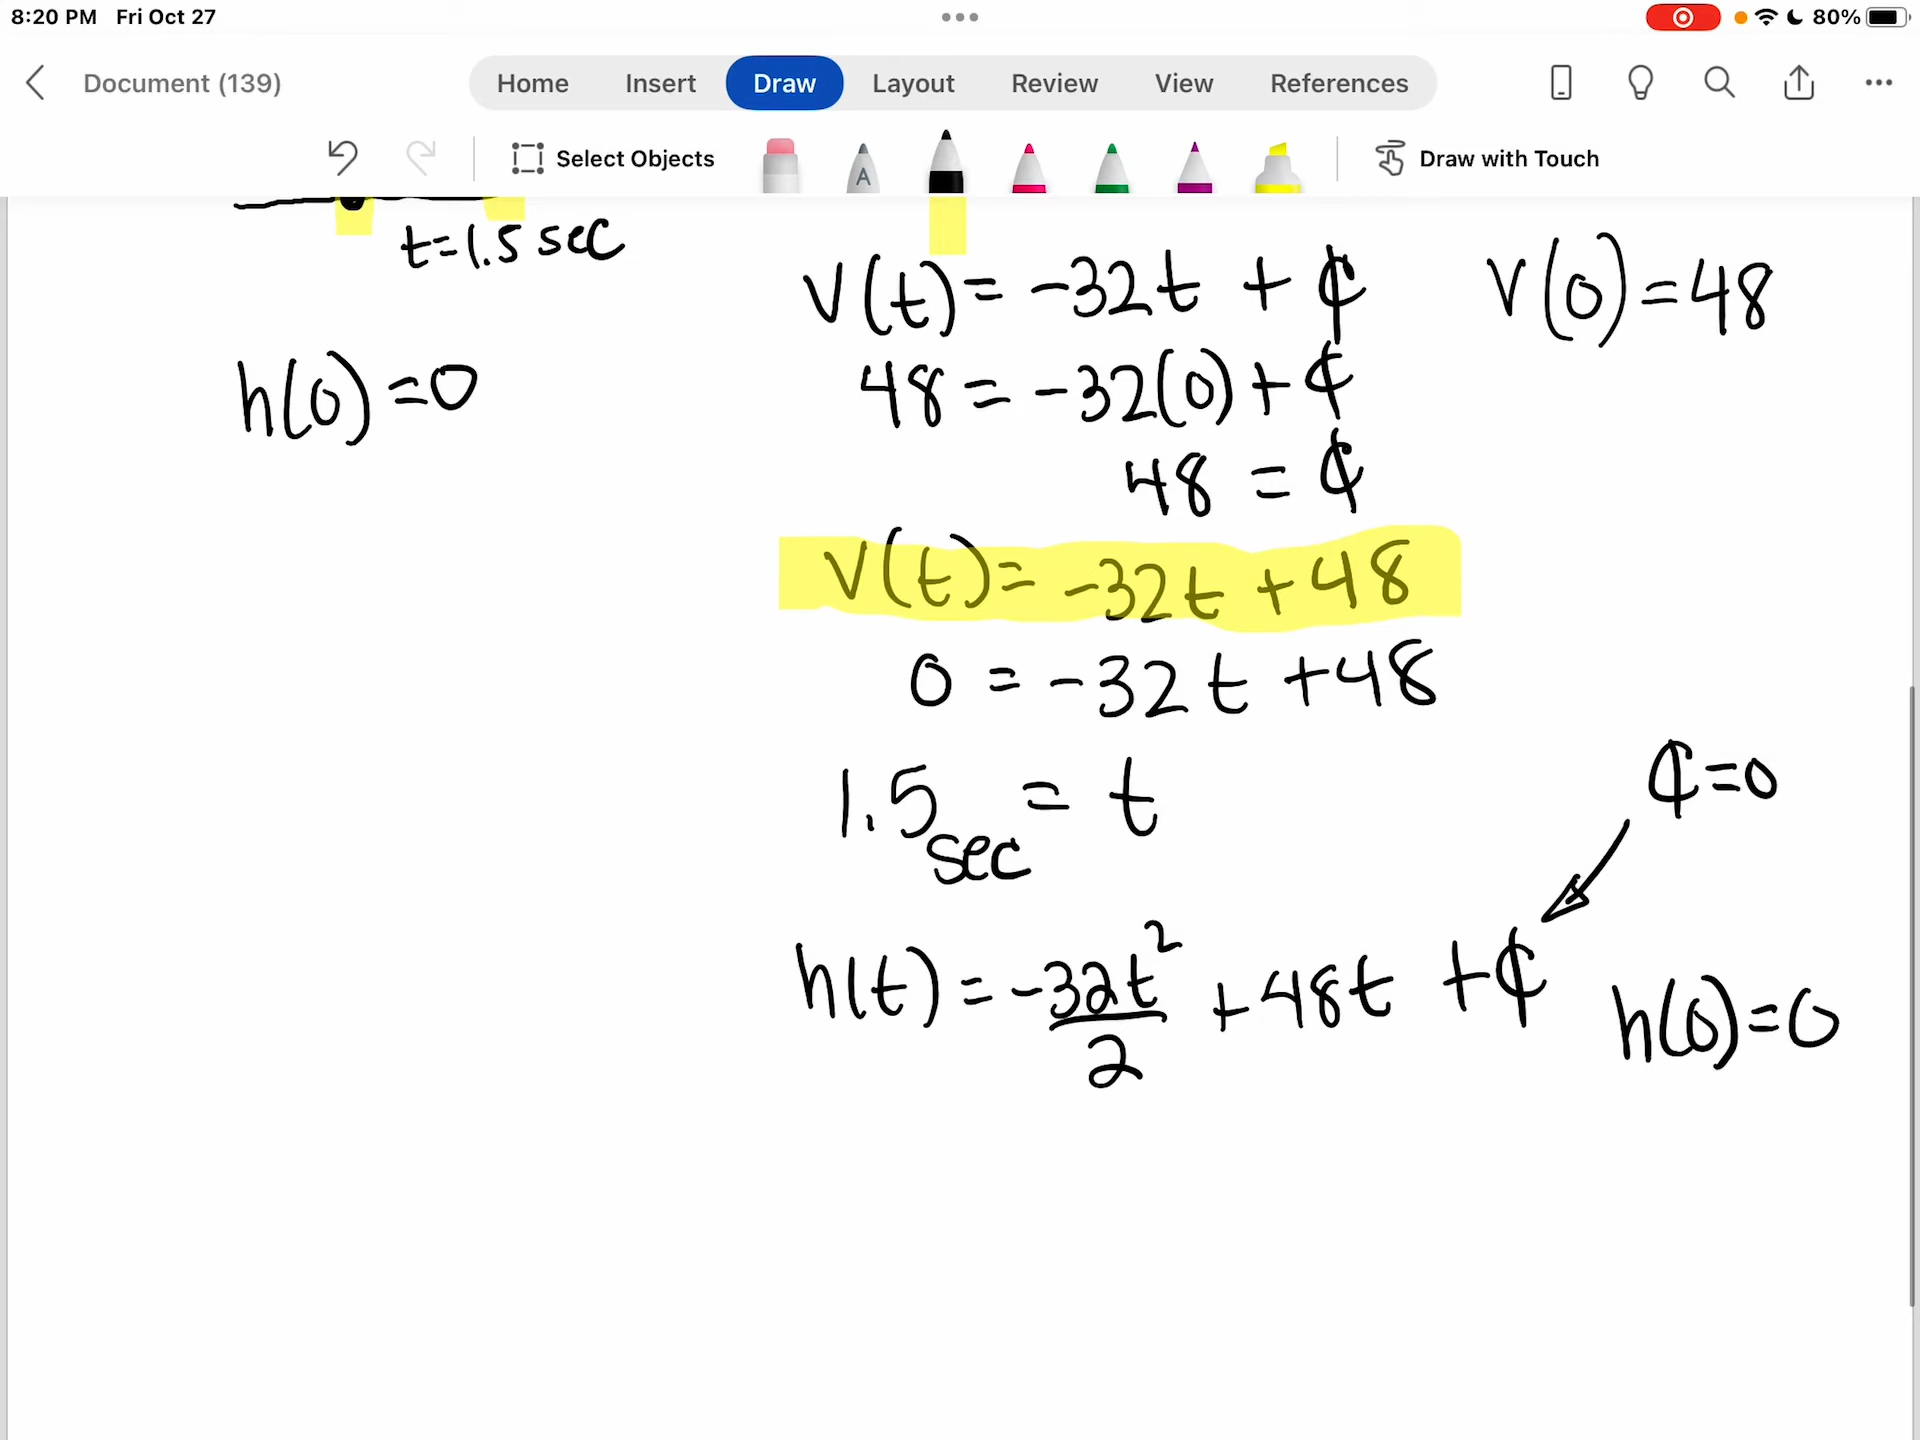 8:20 PM Fri Oct 27
80%
Document (139)
Home Insert Draw Layout Review View References
Select Objects
A
Draw with Touch
t=1.5 sec
V(t)= -32t + ₵
V(0)=48
h(0)=0
48 = -32(0)+₵
48 = ₵
V(t)= -32t +48
0 = -32t +48
1.5 sec = t
₵=0
h(t)= -32t²/2 +48t +₵
h(0)=0